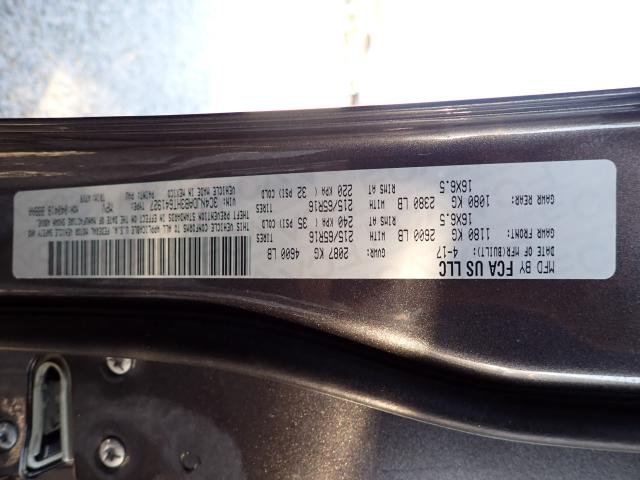 MFD BY FCA US LLC
DATE OF MFR(BUILT): 4-17 GVWR: 2087 KG 4600 LB
GAWR FRONT: 1180 KG 2600 LB
16X6.5 RIMS AT 240 KPA( 35 PSI) COLD TIRES 215/65R16
GAWR REAR: 1080 KG 2380 LB
16X6.5 RIMS AT 220 KPA( 32 PSI) COLD TIRES 215/65R16
THIS VEHICLE CONFORMS TO ALL APPLICABLE U.S.A. FEDERAL MOTOR VEHICLE SAFETY AND
THEFT PREVENTION STANDARDS IN EFFECT ON THE DATE OF MANUFACTURE SHOWN ABOVE.
VIN: TYPE: MPV
VEHICLE MADE IN MEXICO PAINT: PAU